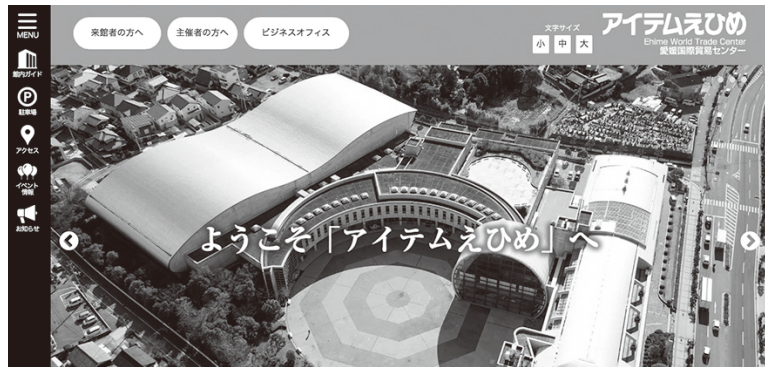 MENU
館内ガイド
P
駐車場
アクセス
イベント
情報
お知らせ
来館者の方へ
主催者の方へ
ビジネスオフィス
文字サイズ
小 中 大
アイテムえひめ
Ehime World Trade Center
愛媛国際貿易センター
ようこそ「アイテムえひめ」へ